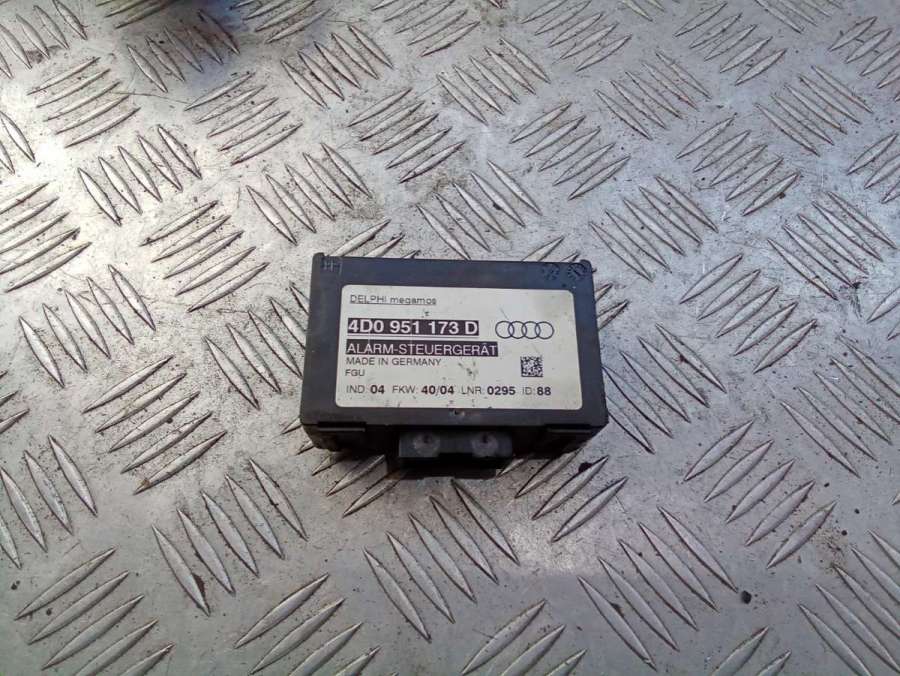 DELPHI megamos
4D0 951 173 D
ALARM-STEUERGERÄT
MADE IN GERMANY
FGU
IND: 04 FKW: 40/04 LNR: 0295 ID: 88